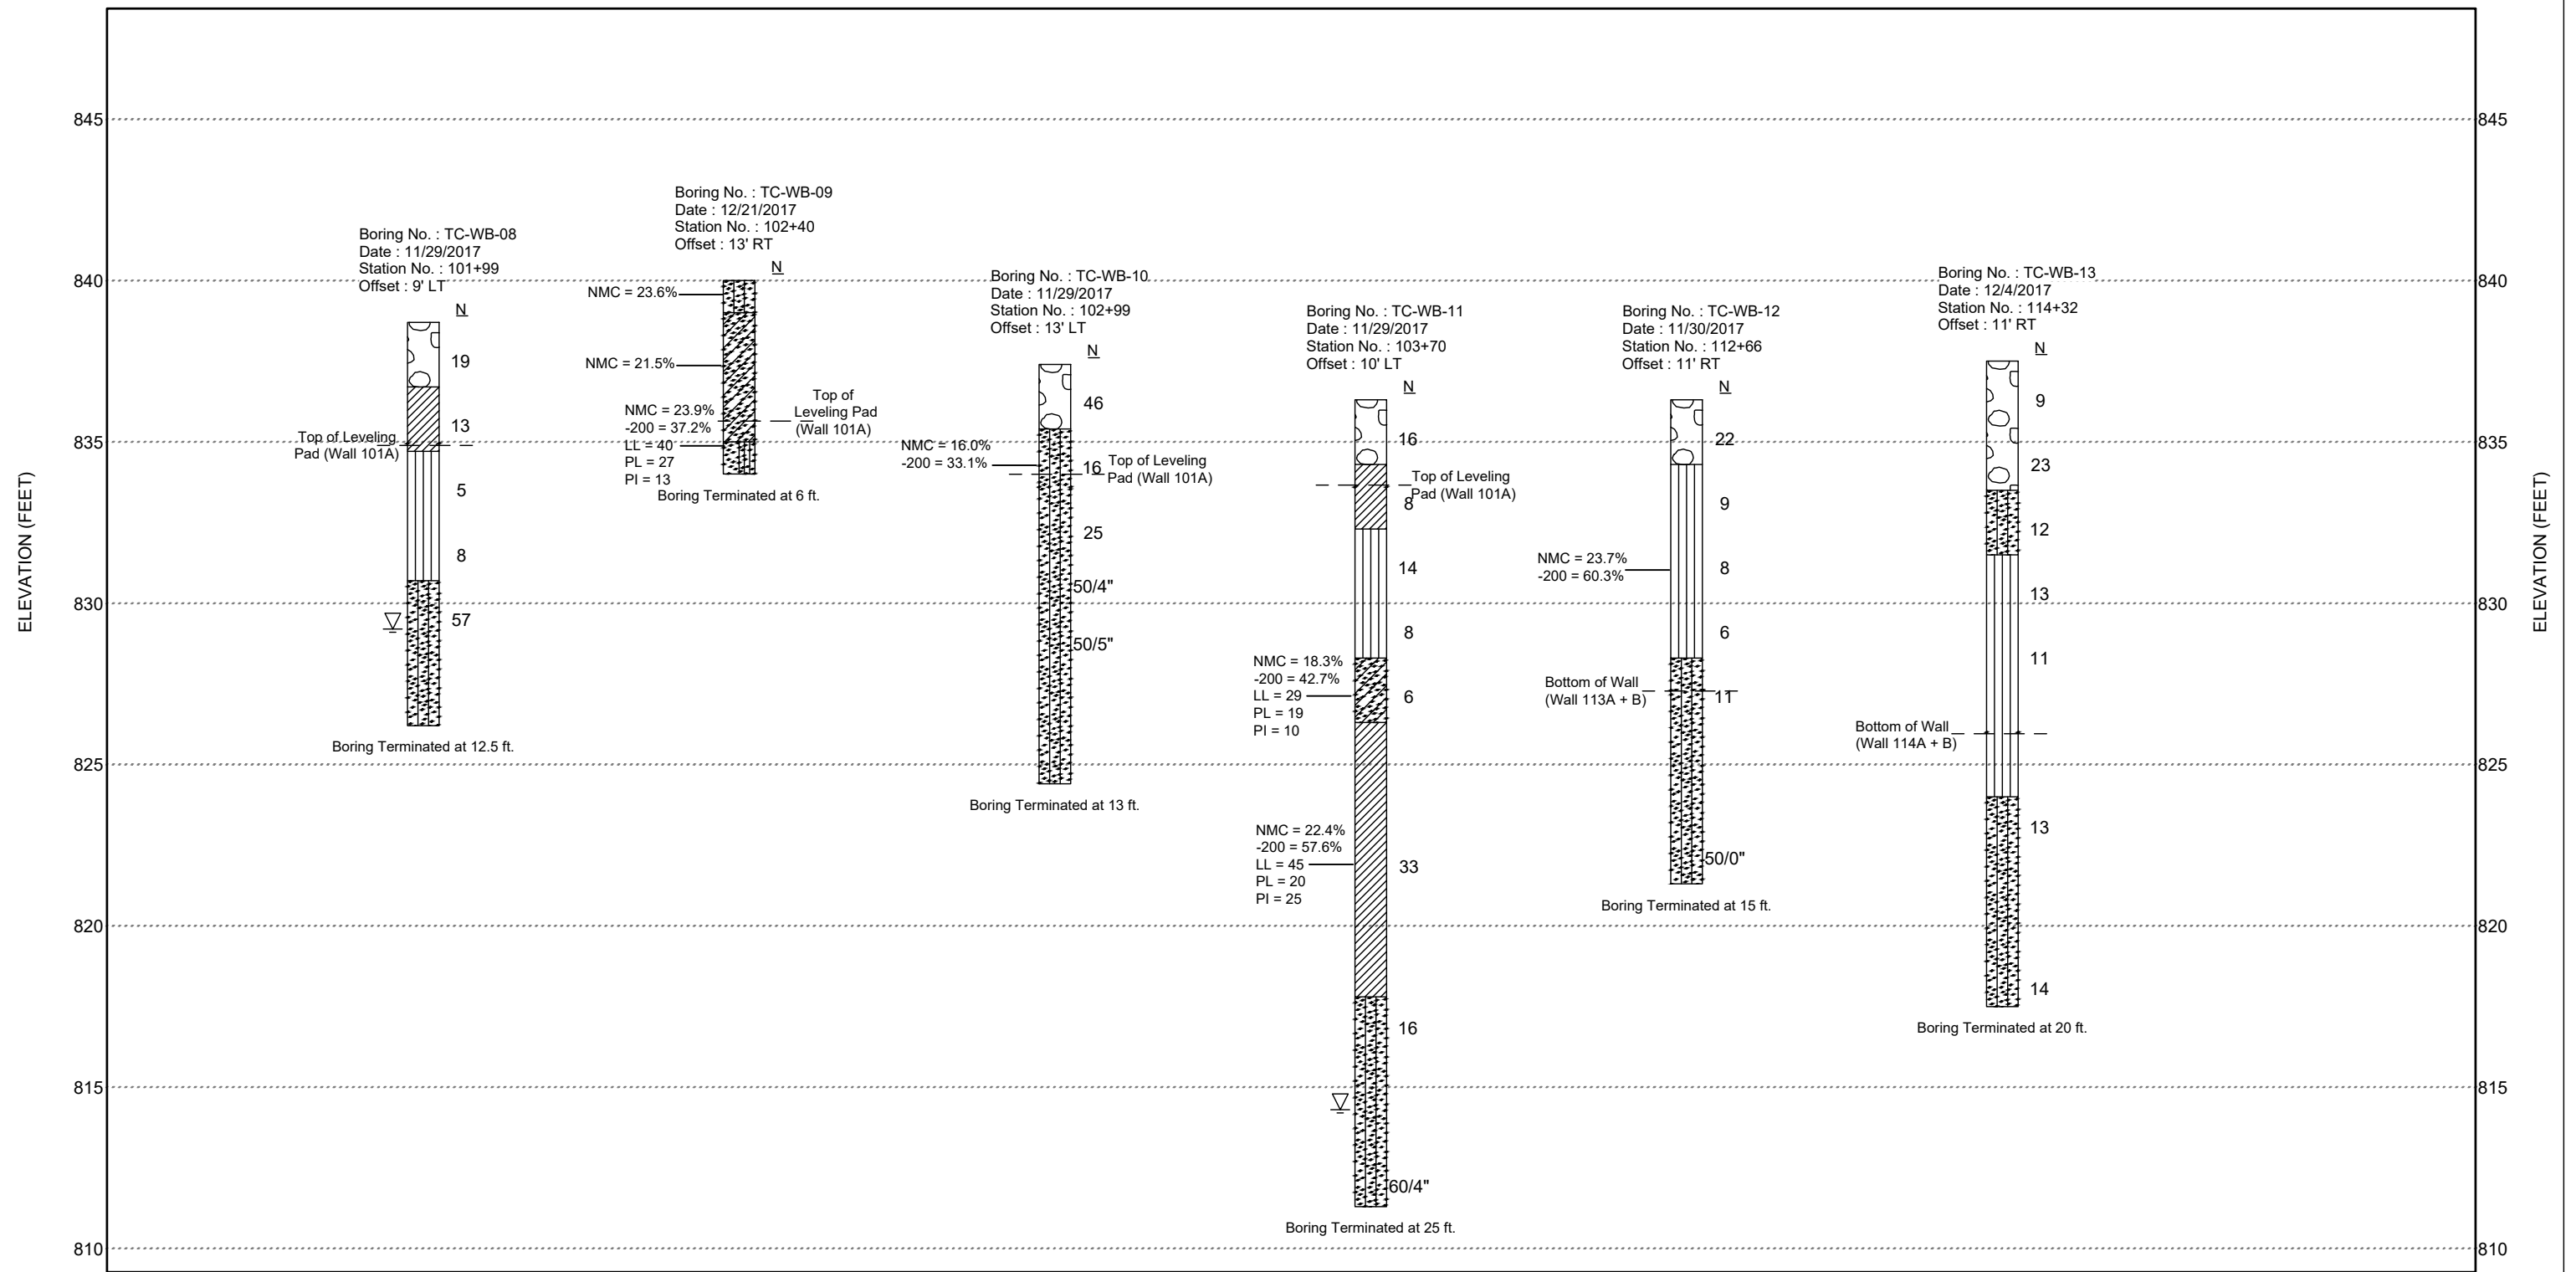 ELEVATION (FEET)
845
840
835
830
825
820
815
810
Boring No. : TC-WB-08
Date : 11/29/2017
Station No. : 101+99
Offset : 9' LT
N
19
13
Top of Leveling
Pad (Wall 101A)
5
8
57
Boring Terminated at 12.5 ft.
Boring No. : TC-WB-09
Date : 12/21/2017
Station No. : 102+40
Offset : 13' RT
N
NMC = 23.6%
NMC = 21.5%
NMC = 23.9%
-200 = 37.2%
LL = 40
PL = 27
PI = 13
Top of
Leveling Pad
(Wall 101A)
Boring Terminated at 6 ft.
Boring No. : TC-WB-10
Date : 11/29/2017
Station No. : 102+99
Offset : 13' LT
N
46
NMC = 16.0%
-200 = 33.1%
16
Top of Leveling
Pad (Wall 101A)
25
50/4"
50/5"
Boring Terminated at 13 ft.
Boring No. : TC-WB-11
Date : 11/29/2017
Station No. : 103+70
Offset : 10' LT
N
16
Top of Leveling
Pad (Wall 101A)
8
14
8
NMC = 18.3%
-200 = 42.7%
LL = 29
PL = 19
PI = 10
6
NMC = 22.4%
-200 = 57.6%
LL = 45
PL = 20
PI = 25
33
16
60/4"
Boring Terminated at 25 ft.
Boring No. : TC-WB-12
Date : 11/30/2017
Station No. : 112+66
Offset : 11' RT
N
22
9
NMC = 23.7%
-200 = 60.3%
8
6
Bottom of Wall
(Wall 113A + B)
11
50/0"
Boring Terminated at 15 ft.
Boring No. : TC-WB-13
Date : 12/4/2017
Station No. : 114+32
Offset : 11' RT
N
9
23
12
13
11
Bottom of Wall
(Wall 114A + B)
13
14
Boring Terminated at 20 ft.
845
840
835
830
825
820
815
810
ELEVATION (FEET)